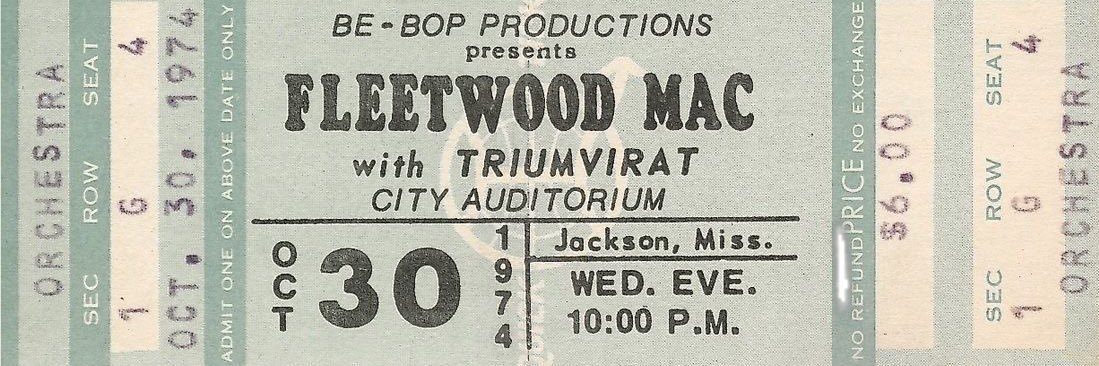 ORCHESTRA
SEC 1 ROW G SEAT 4
OCT. 30. 1974
ADMIT ONE ON ABOVE DATE ONLY
BE-BOP PRODUCTIONS
presents
FLEETWOOD MAC
with TRIUMVIRAT
CITY AUDITORIUM
OCT 30 1974
Jackson, Miss.
WED. EVE.
10:00 P.M.
NO REFUND PRICE NO EXCHANGE
$6.00
SEC 1 ROW G SEAT 4
ORCHESTRA